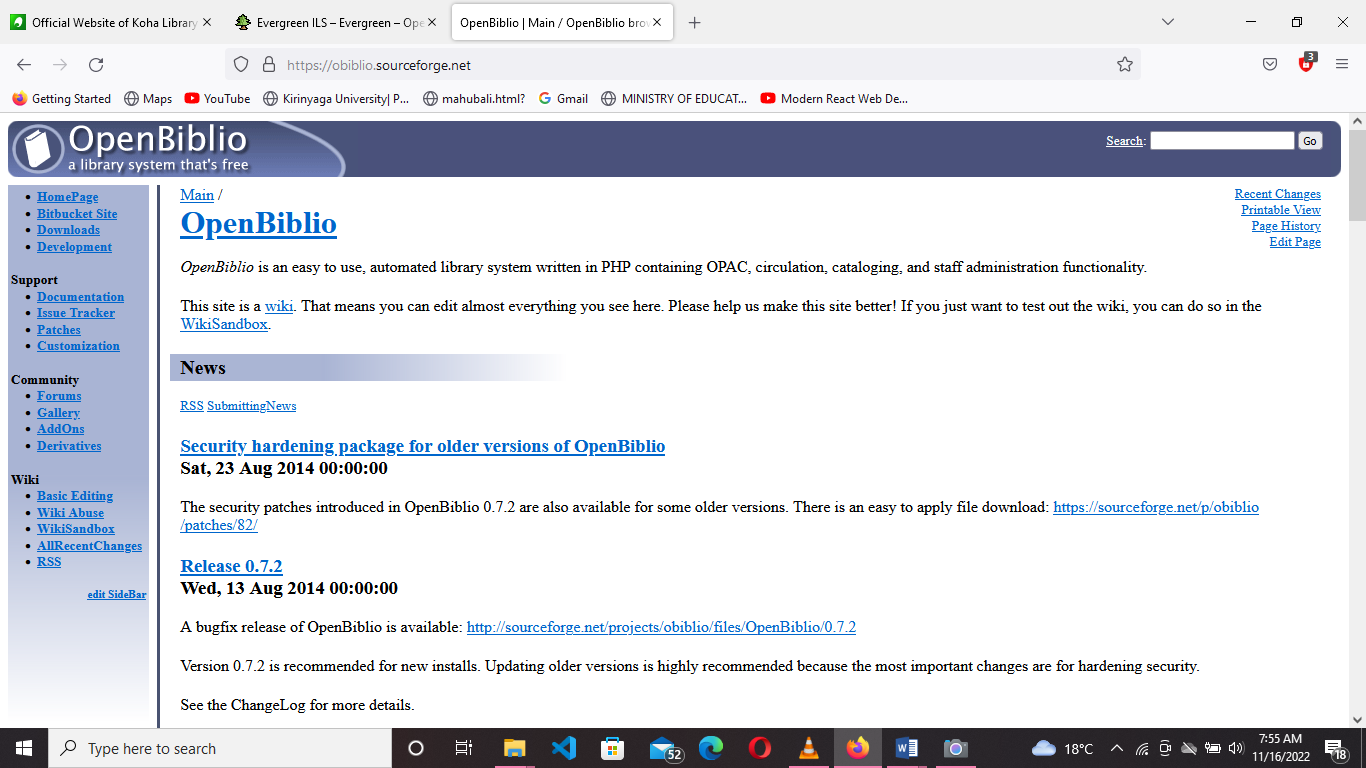 Official Website of Koha Library
Evergreen ILS – Evergreen – Ope
OpenBiblio | Main / OpenBiblio brow
https://obiblio.sourceforge.net
3
Getting Started
Maps
YouTube
Kirinyaga University| P...
mahubali.html?
Gmail
MINISTRY OF EDUCAT...
Modern React Web De...
OpenBiblio
a library system that's free
Search:
Go
HomePage
Bitbucket Site
Downloads
Development
Support
Documentation
Issue Tracker
Patches
Customization
Community
Forums
Gallery
AddOns
Derivatives
Wiki
Basic Editing
Wiki Abuse
WikiSandbox
AllRecentChanges
RSS
edit SideBar
Main /
OpenBiblio
Recent Changes
Printable View
Page History
Edit Page
OpenBiblio is an easy to use, automated library system written in PHP containing OPAC, circulation, cataloging, and staff administration functionality.
This site is a wiki. That means you can edit almost everything you see here. Please help us make this site better! If you just want to test out the wiki, you can do so in the
WikiSandbox.
News
RSS SubmittingNews
Security hardening package for older versions of OpenBiblio
Sat, 23 Aug 2014 00:00:00
The security patches introduced in OpenBiblio 0.7.2 are also available for some older versions. There is an easy to apply file download: https://sourceforge.net/p/obiblio
/patches/82/
Release 0.7.2
Wed, 13 Aug 2014 00:00:00
A bugfix release of OpenBiblio is available: http://sourceforge.net/projects/obiblio/files/OpenBiblio/0.7.2
Version 0.7.2 is recommended for new installs. Updating older versions is highly recommended because the most important changes are for hardening security.
See the ChangeLog for more details.
Type here to search
52
18°C
7:55 AM
11/16/2022
18